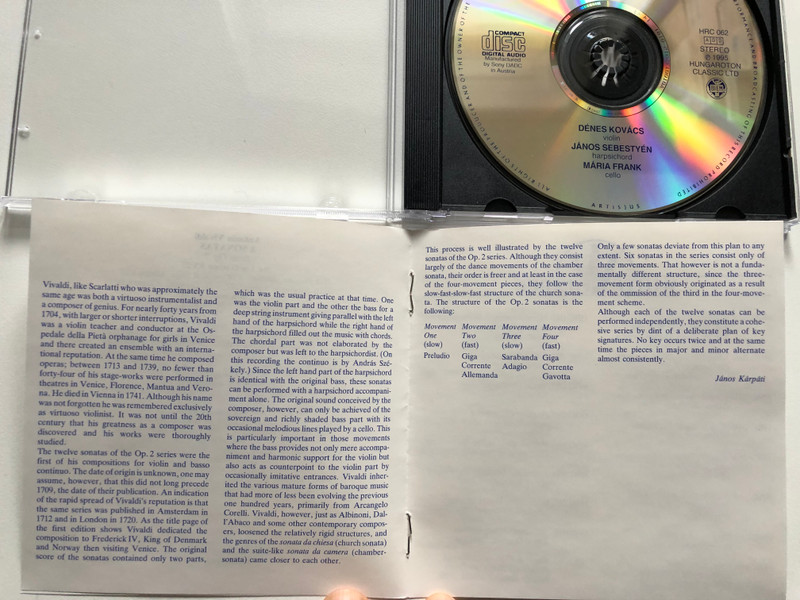 COMPACT
disc
DIGITAL AUDIO
Manufactured
by Sony DADC
in Austria
HRC 062
STEREO
℗ 1995
HUNGAROTON
CLASSIC LTD
DÉNES KOVÁCS
violin
JÁNOS SEBESTYÉN
harpsichord
MÁRIA FRANK
cello
ARTISJUS
ALL RIGHTS OF THE PRODUCER AND OF THE OWNER OF THE
PERFORMANCE AND BROADCASTING OF THIS RECORD PROHIBITED
Vivaldi, like Scarlatti who was approximately the
same age was both a virtuoso instrumentalist and
a composer of genius. For nearly forty years from
1704, with larger or shorter interruptions, Vivaldi
was a violin teacher and conductor at the Os-
pedale della Pietà orphanage for girls in Venice
and there created an ensemble with an interna-
tional reputation. At the same time he composed
operas; between 1713 and 1739, no fewer than
forty-four of his stage-works were performed in
theatres in Venice, Florence, Mantua and Vero-
na. He died in Vienna in 1741. Although his name
was not forgotten he was remembered exclusively
as virtuoso violinist. It was not until the 20th
century that his greatness as a composer was
discovered and his works were thoroughly
studied.
The twelve sonatas of the Op. 2 series were the
first of his compositions for violin and basso
continuo. The date of origin is unknown, one may
assume, however, that this did not long precede
1709, the date of their publication. An indication
of the rapid spread of Vivaldi's reputation is that
the same series was published in Amsterdam in
1712 and in London in 1720. As the title page of
the first edition shows Vivaldi dedicated the
composition to Frederick IV, King of Denmark
and Norway then visiting Venice. The original
score of the sonatas contained only two parts,
which was the usual practice at that time. One
was the violin part and the other the bass for a
deep string instrument giving parallel with the left
hand of the harpsichord while the right hand of
the harpsichord filled out the music with chords.
The chordal part was not elaborated by the
composer but was left to the harpsichordist. (On
this recording the continuo is by András Szé-
kely.) Since the left hand part of the harpsichord
is identical with the original bass, these sonatas
can be performed with a harpsichord accompani-
ment alone. The original sound conceived by the
composer, however, can only be achieved of the
sovereign and richly shaded bass part with its
occasional melodious lines played by a cello. This
is particularly important in those movements
where the bass provides not only mere accompa-
niment and harmonic support for the violin but
also acts as counterpoint to the violin part by
occasionally imitative entrances. Vivaldi inher-
ited the various mature forms of baroque music
that had more of less been evolving the previous
one hundred years, primarily from Arcangelo
Corelli. Vivaldi, however, just as Albinoni, Dal-
l'Abaco and some other contemporary compos-
ers, loosened the relatively rigid structures, and
the genres of the sonata da chiesa (church sonata)
and the suite-like sonata da camera (chamber-
sonata) came closer to each other.
This process is well illustrated by the twelve
sonatas of the Op. 2 series. Although they consist
largely of the dance movements of the chamber
sonata, their order is freer and at least in the case
of the four-movement pieces, they follow the
slow-fast-slow-fast structure of the church sona-
ta. The structure of the Op. 2 sonatas is the
following:
Movement Movement Movement Movement
One Two Three Four
(slow) (fast) (slow) (fast)
Preludio Giga Sarabanda Giga
Corrente Adagio Corrente
Allemanda Gavotta
Only a few sonatas deviate from this plan to any
extent. Six sonatas in the series consist only of
three movements. That however is not a funda-
mentally different structure, since the three-
movement form obviously originated as a result
of the ommission of the third in the four-move-
ment scheme.
Although each of the twelve sonatas can be
performed independently, they constitute a cohe-
sive series by dint of a deliberate plan of key
signatures. No key occurs twice and at the same
time the pieces in major and minor alternate
almost consistently.
János Kárpáti